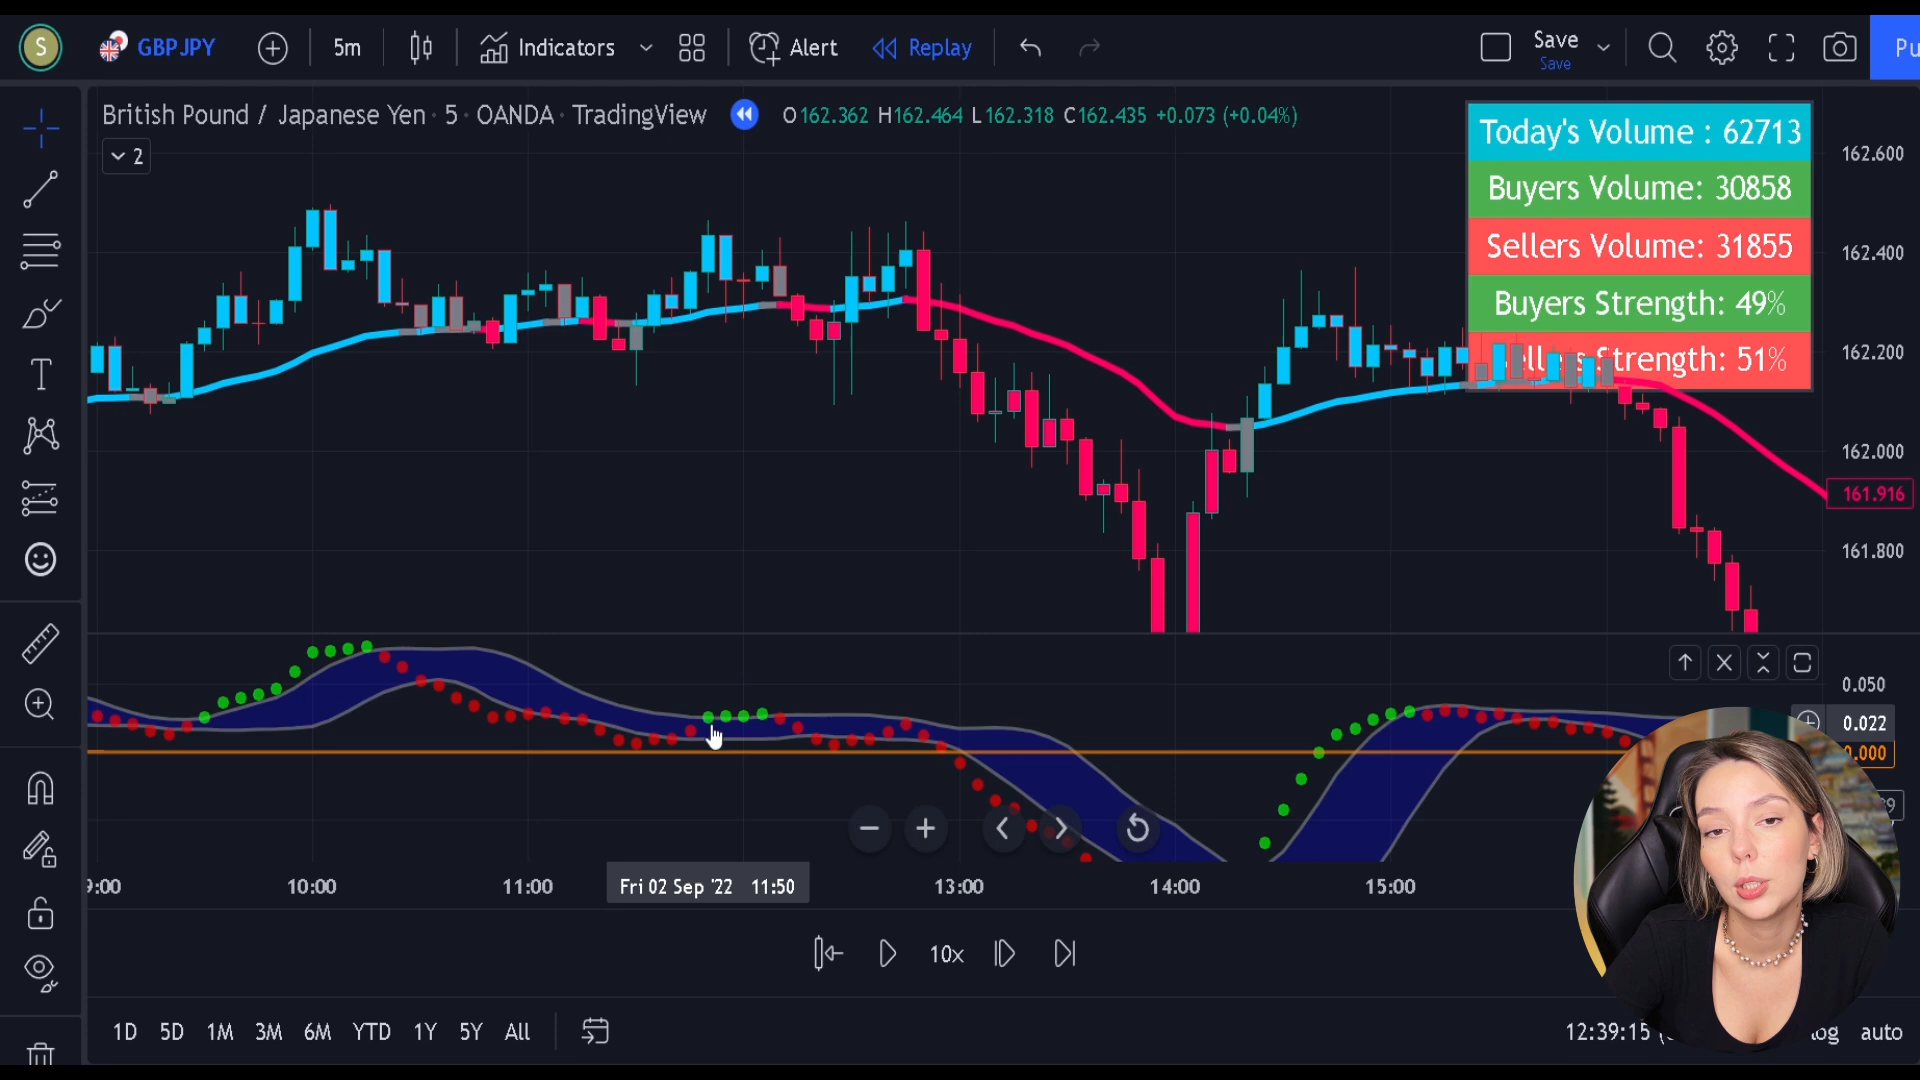 S GBPJPY 5m Indicators Alert Replay Save Pu
Save
British Pound / Japanese Yen · 5 · OANDA · TradingView O162.362 H162.464 L162.318 C162.435 +0.073 (+0.04%)
2
Today's Volume : 62713
Buyers Volume: 30858
Sellers Volume: 31855
Buyers Strength: 49%
Sellers Strength: 51%
162.600
162.400
162.200
162.000
161.916
161.800
T
0.050
0.022
0.000
9:00 10:00 11:00 Fri 02 Sep '22 11:50 13:00 14:00 15:00
10x
1D 5D 1M 3M 6M YTD 1Y 5Y All 12:39:15 log auto